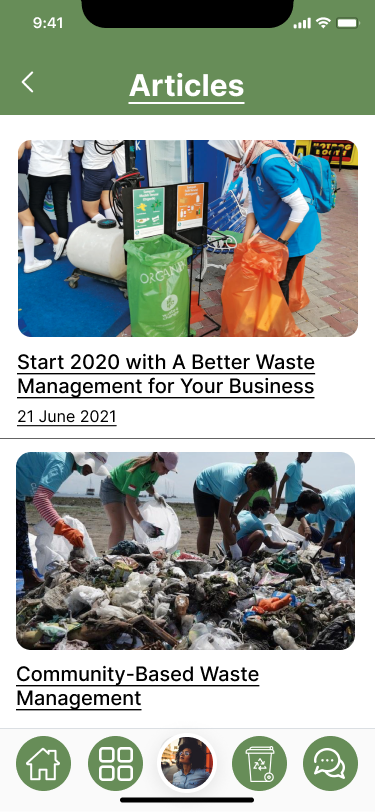 9:41
Articles
ORGANIK
Start 2020 with A Better Waste
Management for Your Business
21 June 2021
Community-Based Waste
Management